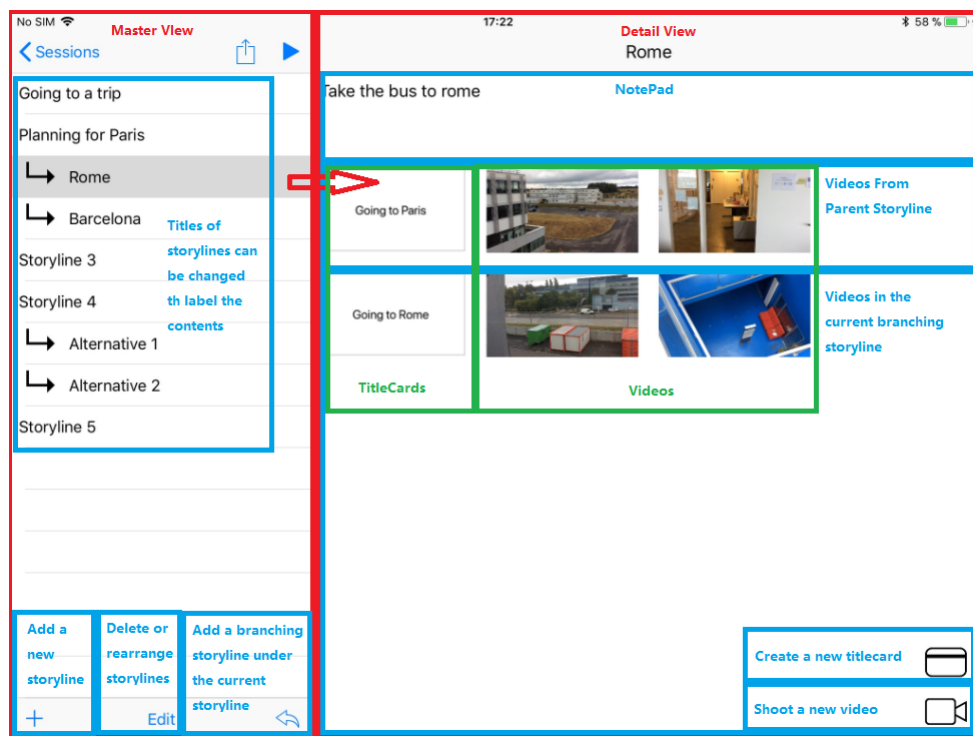 No SIM
17:22
58 %
Master VIew
Detail View
Sessions
Rome
Going to a trip
Planning for Paris
Rome
Barcelona
Storyline 3
Storyline 4
Alternative 1
Alternative 2
Storyline 5
Titles of
storylines can
be changed
th label the
contents
Take the bus to rome
NotePad
Going to Paris
Videos From
Parent Storyline
Going to Rome
Videos in the
current branching
storyline
TitleCards
Videos
Add a
new
storyline
Delete or
rearrange
storylines
Add a branching
storyline under
the current
storyline
Edit
Create a new titlecard
Shoot a new video